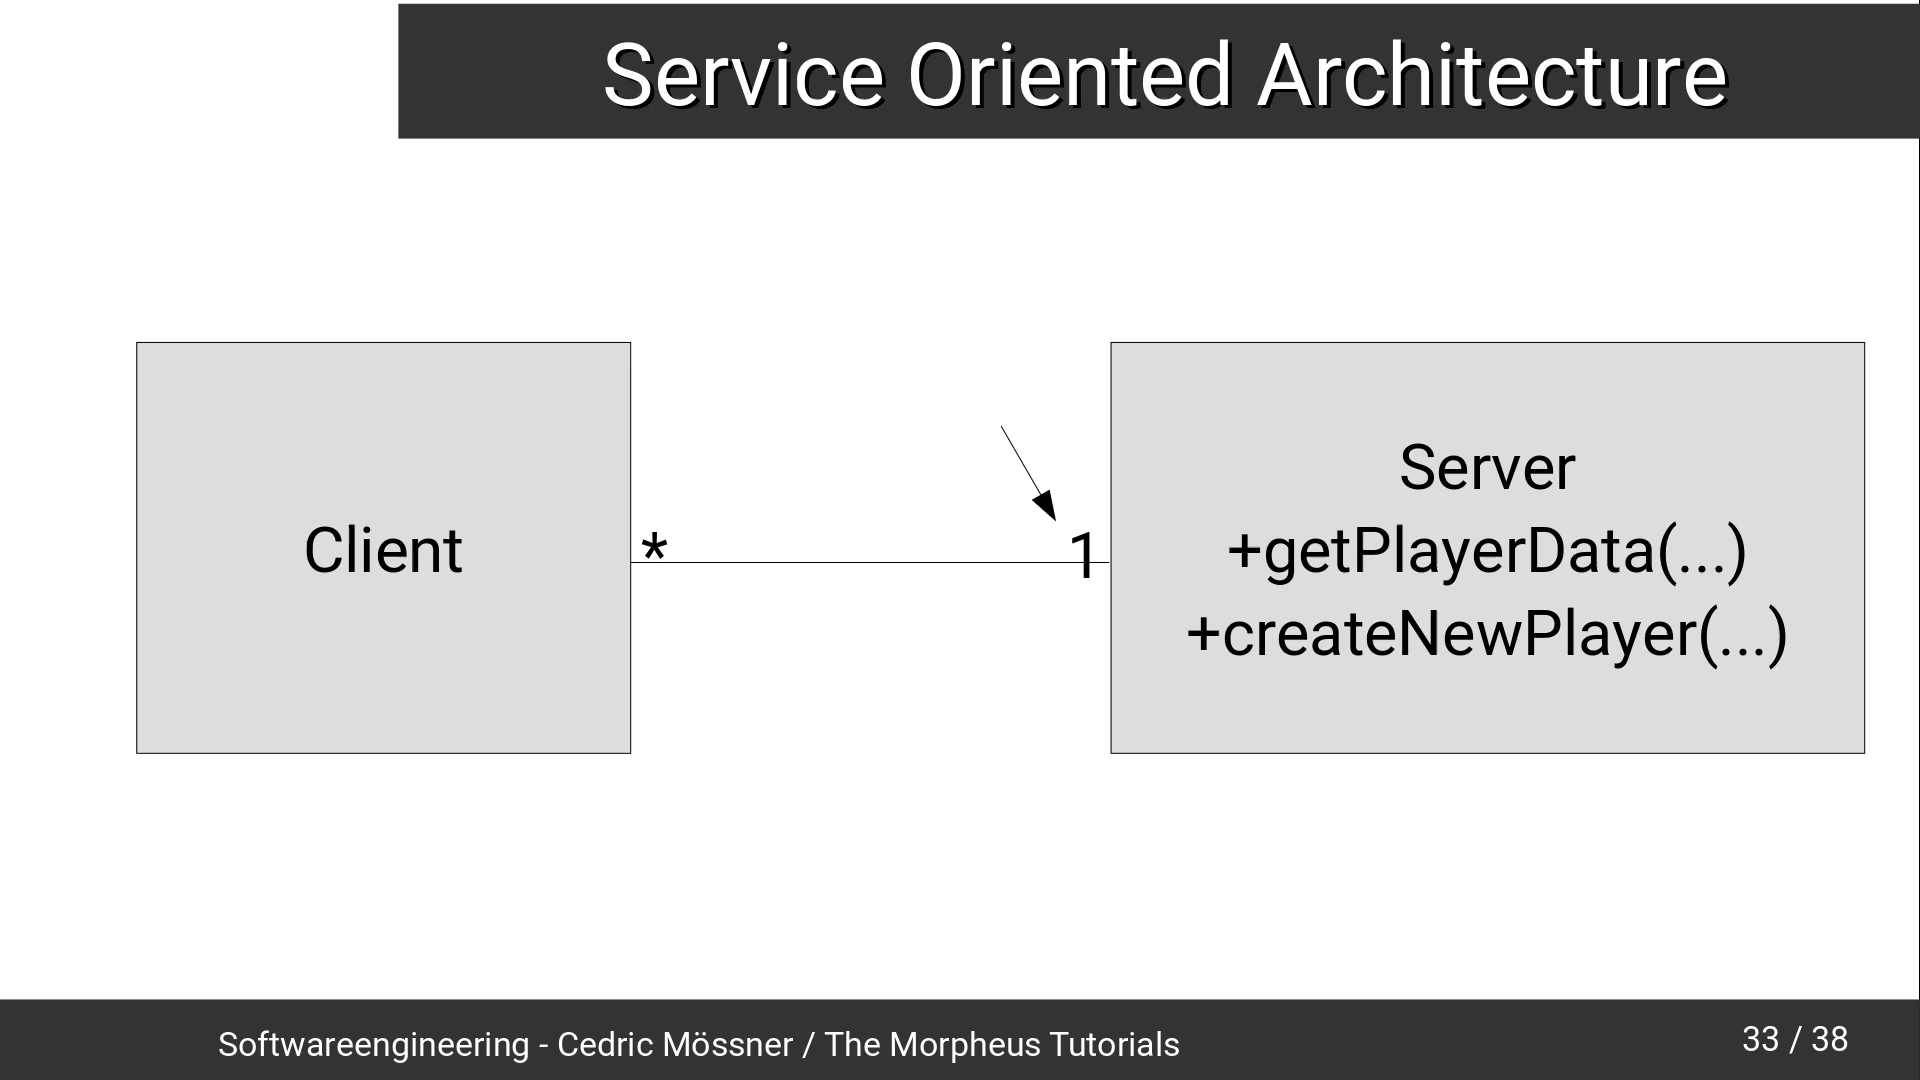 Service Oriented Architecture
Client
*
1
Server
+getPlayerData(...)
+createNewPlayer(...)
Softwareengineering - Cedric Mössner / The Morpheus Tutorials
33 / 38